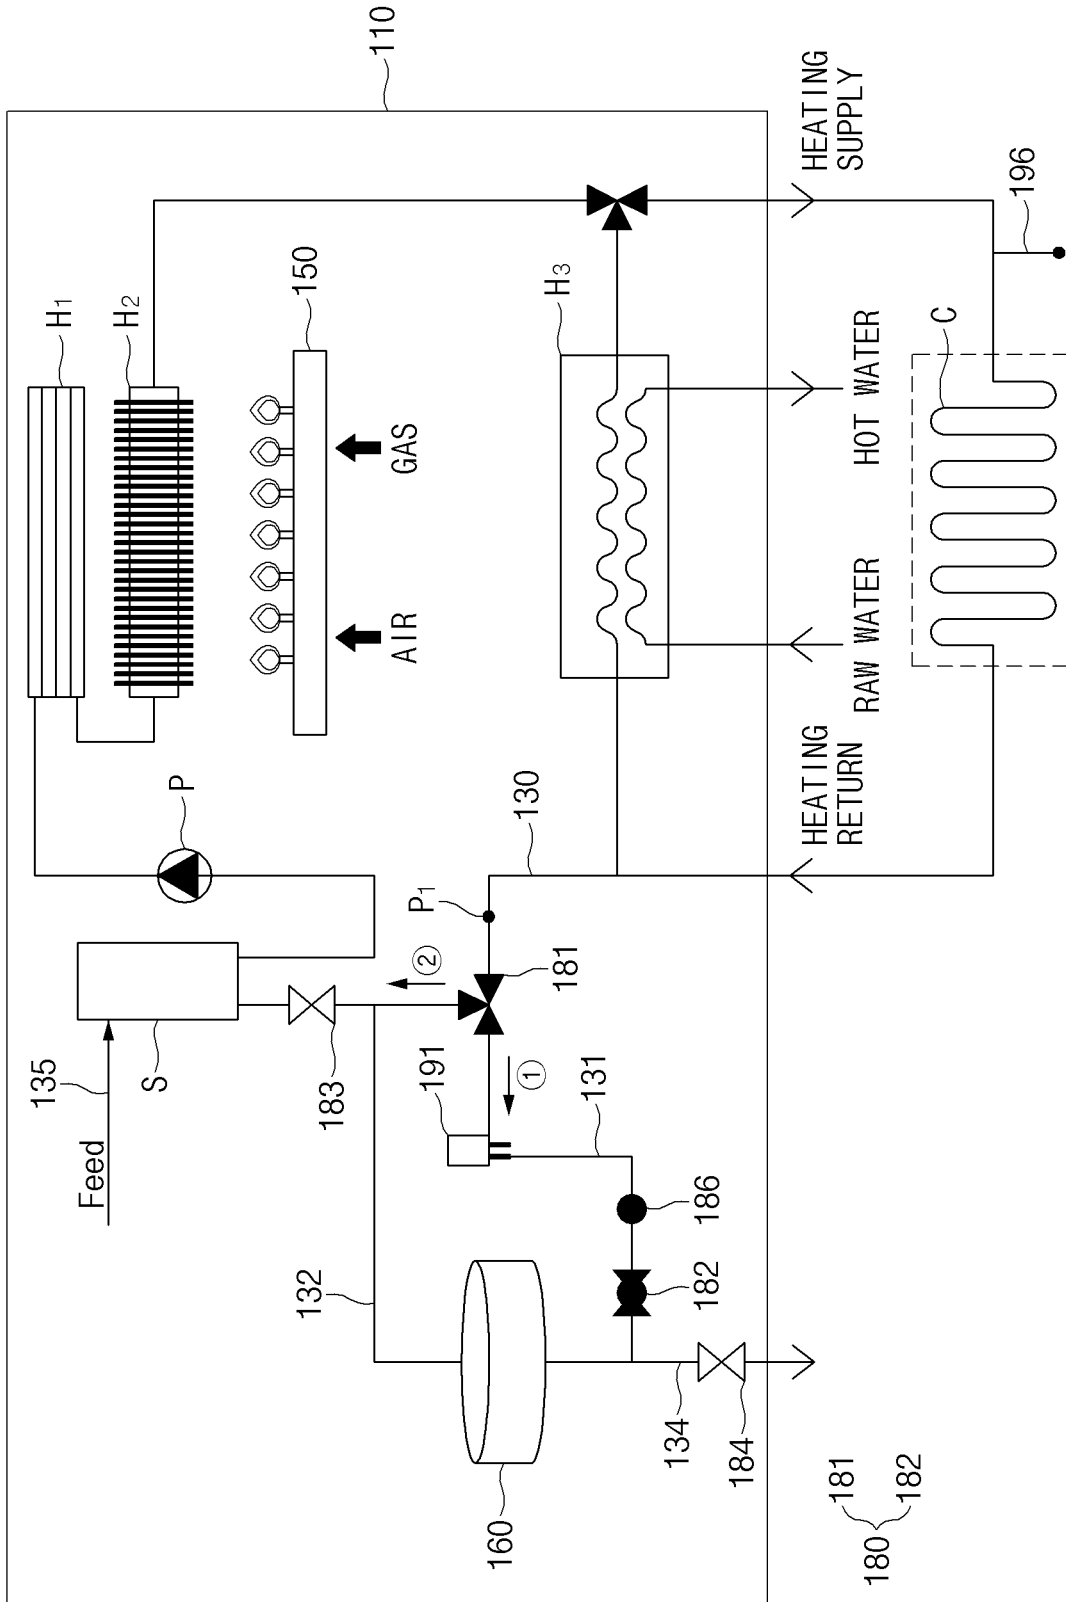 110
H1
H2
150
GAS
AIR
P
H3
HEATING
SUPPLY
196
C
HOT WATER
RAW WATER
HEATING
RETURN
130
P1
181
②
①
191
131
186
182
183
S
135
Feed
132
160
134
184
180
181
182